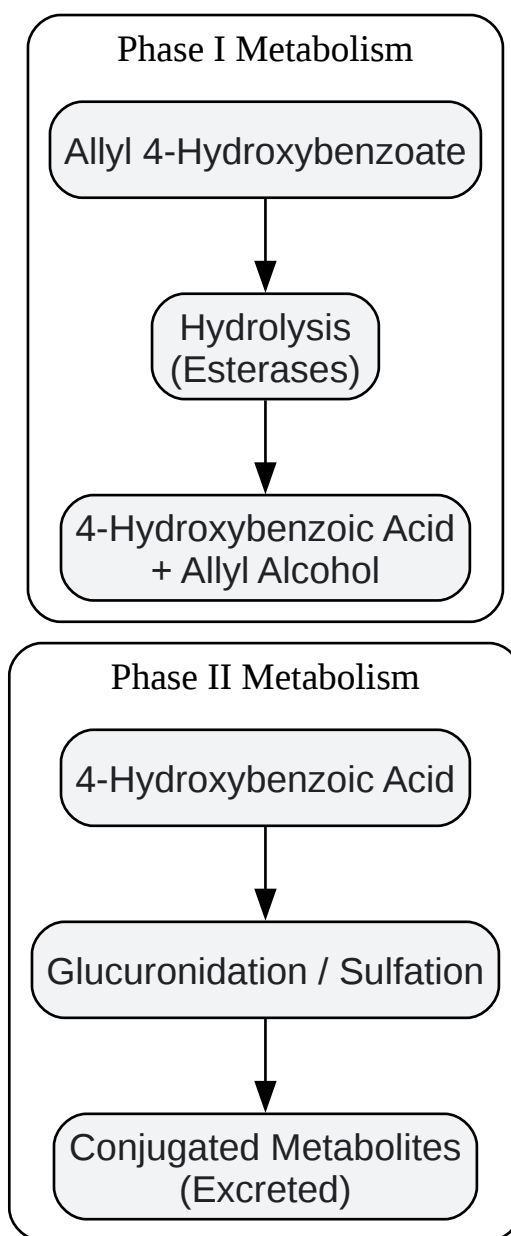 Phase I Metabolism
Allyl 4-Hydroxybenzoate
Hydrolysis
(Esterases)
4-Hydroxybenzoic Acid
+ Allyl Alcohol
Phase II Metabolism
4-Hydroxybenzoic Acid
Glucuronidation / Sulfation
Conjugated Metabolites
(Excreted)